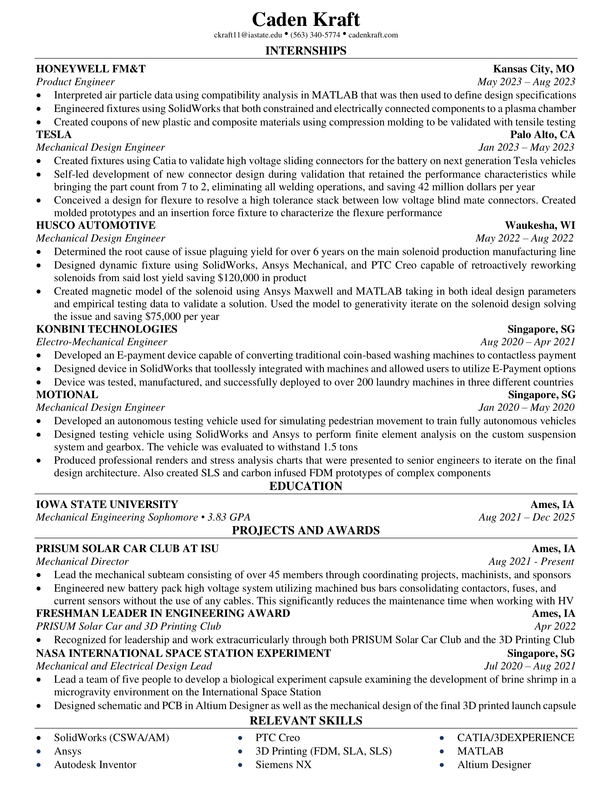 Caden Kraft
ckraft11@iastate.edu • (563) 340-5774 • cadenkraft.com
INTERNSHIPS
HONEYWELL FM&T Kansas City, MO
Product Engineer May 2023 – Aug 2023
• Interpreted air particle data using compatibility analysis in MATLAB that was then used to define design specifications
• Engineered fixtures using SolidWorks that both constrained and electrically connected components to a plasma chamber
• Created coupons of new plastic and composite materials using compression molding to be validated with tensile testing
TESLA Palo Alto, CA
Mechanical Design Engineer Jan 2023 – May 2023
• Created fixtures using Catia to validate high voltage sliding connectors for the battery on next generation Tesla vehicles
• Self-led development of new connector design during validation that retained the performance characteristics while
bringing the part count from 7 to 2, eliminating all welding operations, and saving 42 million dollars per year
• Conceived a design for flexure to resolve a high tolerance stack between low voltage blind mate connectors. Created
molded prototypes and an insertion force fixture to characterize the flexure performance
HUSCO AUTOMOTIVE Waukesha, WI
Mechanical Design Engineer May 2022 – Aug 2022
• Determined the root cause of issue plaguing yield for over 6 years on the main solenoid production manufacturing line
• Designed dynamic fixture using SolidWorks, Ansys Mechanical, and PTC Creo capable of retroactively reworking
solenoids from said lost yield saving $120,000 in product
• Created magnetic model of the solenoid using Ansys Maxwell and MATLAB taking in both ideal design parameters
and empirical testing data to validate a solution. Used the model to generativity iterate on the solenoid design solving
the issue and saving $75,000 per year
KONBINI TECHNOLOGIES Singapore, SG
Electro-Mechanical Engineer Aug 2020 – Apr 2021
• Developed an E-payment device capable of converting traditional coin-based washing machines to contactless payment
• Designed device in SolidWorks that toollessly integrated with machines and allowed users to utilize E-Payment options
• Device was tested, manufactured, and successfully deployed to over 200 laundry machines in three different countries
MOTIONAL Singapore, SG
Mechanical Design Engineer Jan 2020 – May 2020
• Developed an autonomous testing vehicle used for simulating pedestrian movement to train fully autonomous vehicles
• Designed testing vehicle using SolidWorks and Ansys to perform finite element analysis on the custom suspension
system and gearbox. The vehicle was evaluated to withstand 1.5 tons
• Produced professional renders and stress analysis charts that were presented to senior engineers to iterate on the final
design architecture. Also created SLS and carbon infused FDM prototypes of complex components
EDUCATION
IOWA STATE UNIVERSITY Ames, IA
Mechanical Engineering Sophomore • 3.83 GPA Aug 2021 – Dec 2025
PROJECTS AND AWARDS
PRISUM SOLAR CAR CLUB AT ISU Ames, IA
Mechanical Director Aug 2021 - Present
• Lead the mechanical subteam consisting of over 45 members through coordinating projects, machinists, and sponsors
• Engineered new battery pack high voltage system utilizing machined bus bars consolidating contactors, fuses, and
current sensors without the use of any cables. This significantly reduces the maintenance time when working with HV
FRESHMAN LEADER IN ENGINEERING AWARD Ames, IA
PRISUM Solar Car and 3D Printing Club Apr 2022
• Recognized for leadership and work extracurricularly through both PRISUM Solar Car Club and the 3D Printing Club
NASA INTERNATIONAL SPACE STATION EXPERIMENT Singapore, SG
Mechanical and Electrical Design Lead Jul 2020 – Aug 2021
• Lead a team of five people to develop a biological experiment capsule examining the development of brine shrimp in a
microgravity environment on the International Space Station
• Designed schematic and PCB in Altium Designer as well as the mechanical design of the final 3D printed launch capsule
RELEVANT SKILLS
• SolidWorks (CSWA/AM) • PTC Creo • CATIA/3DEXPERIENCE
• Ansys • 3D Printing (FDM, SLA, SLS) • MATLAB
• Autodesk Inventor • Siemens NX • Altium Designer